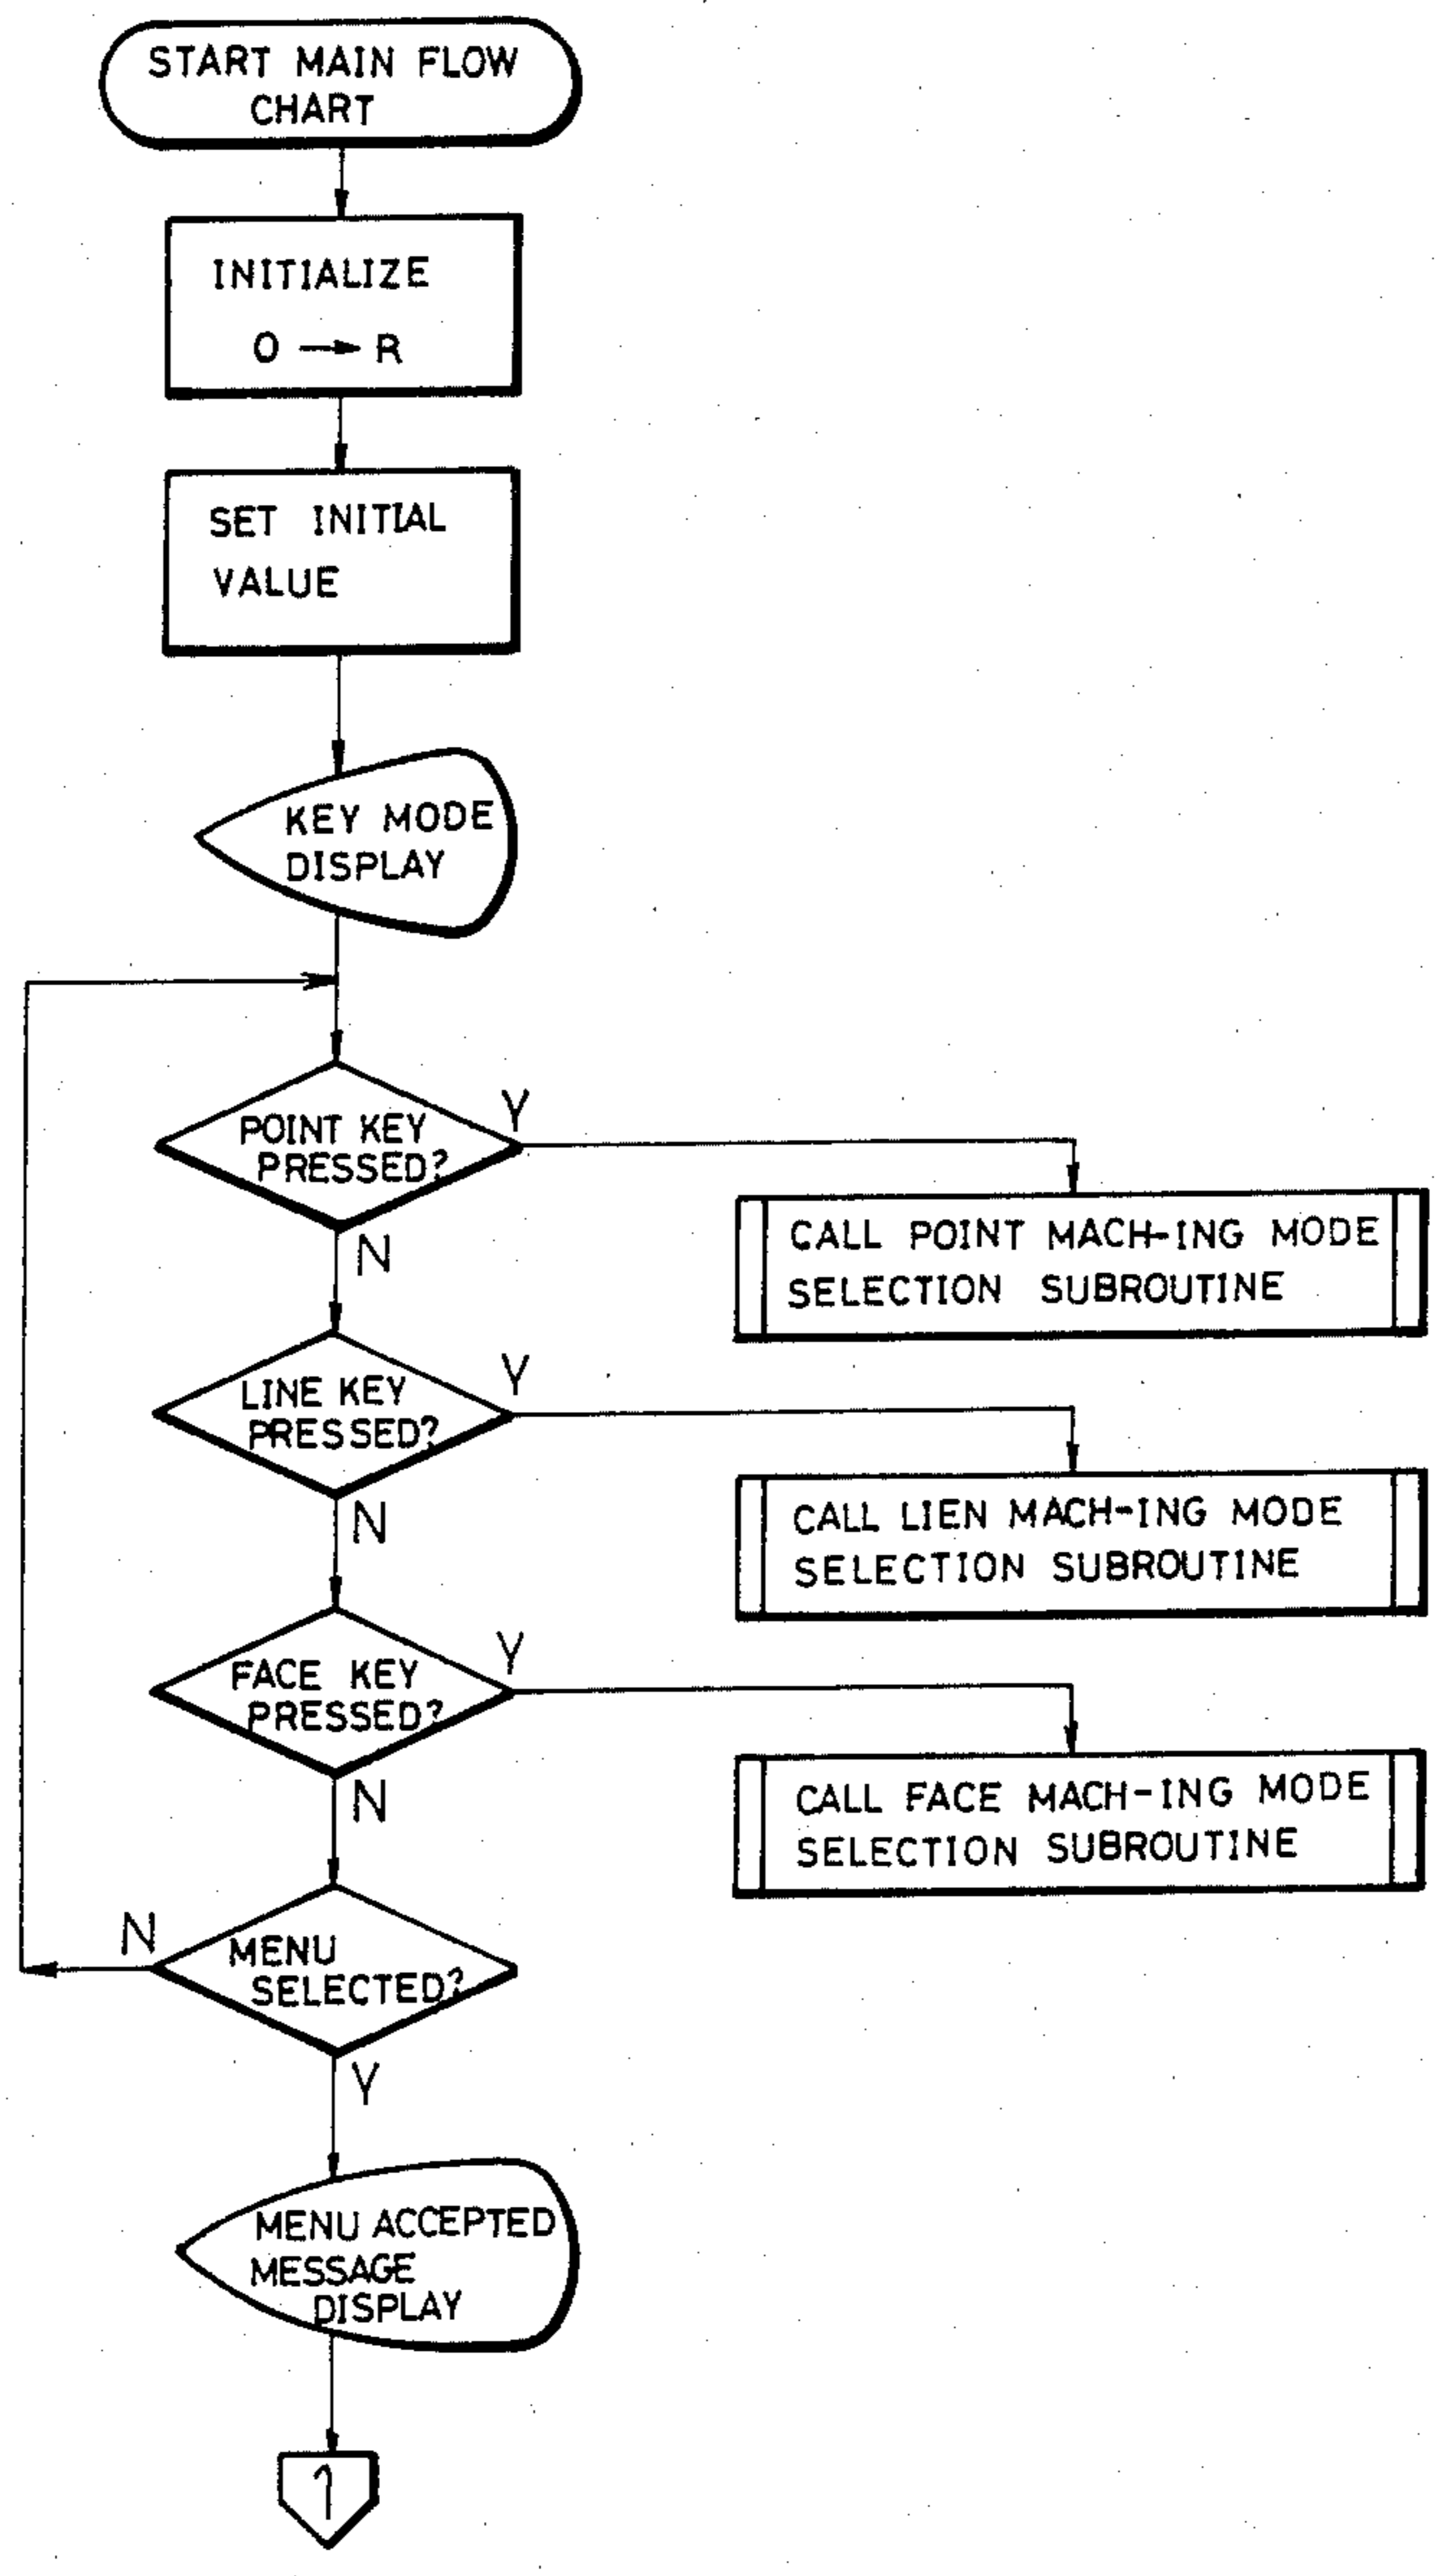 START MAIN FLOW
CHART
INITIALIZE
O → R
SET INITIAL
VALUE
KEY MODE
DISPLAY
POINT KEY
PRESSED?
Y
N
CALL POINT MACH-ING MODE
SELECTION SUBROUTINE
LINE KEY
PRESSED?
Y
N
CALL LIEN MACH-ING MODE
SELECTION SUBROUTINE
FACE KEY
PRESSED?
Y
N
CALL FACE MACH-ING MODE
SELECTION SUBROUTINE
N
MENU
SELECTED?
Y
MENU ACCEPTED
MESSAGE
DISPLAY
1